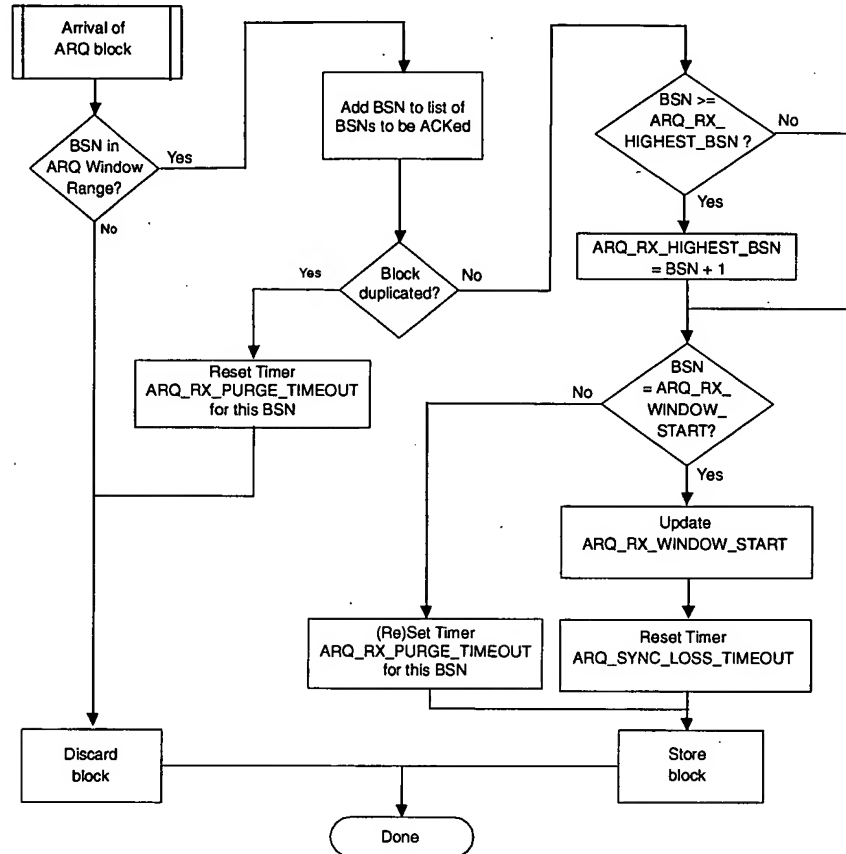 Arrival of
ARQ block
BSN in
ARQ Window
Range?
Yes
No
Add BSN to list of
BSNs to be ACKed
Block
duplicated?
Yes
No
Reset Timer
ARQ_RX_PURGE_TIMEOUT
for this BSN
BSN >=
ARQ_RX_
HIGHEST_BSN ?
No
Yes
ARQ_RX_HIGHEST_BSN
= BSN + 1
BSN
= ARQ_RX_
WINDOW_
START?
No
Yes
Update
ARQ_RX_WINDOW_START
(Re)Set Timer
ARQ_RX_PURGE_TIMEOUT
for this BSN
Reset Timer
ARQ_SYNC_LOSS_TIMEOUT
Discard
block
Store
block
Done